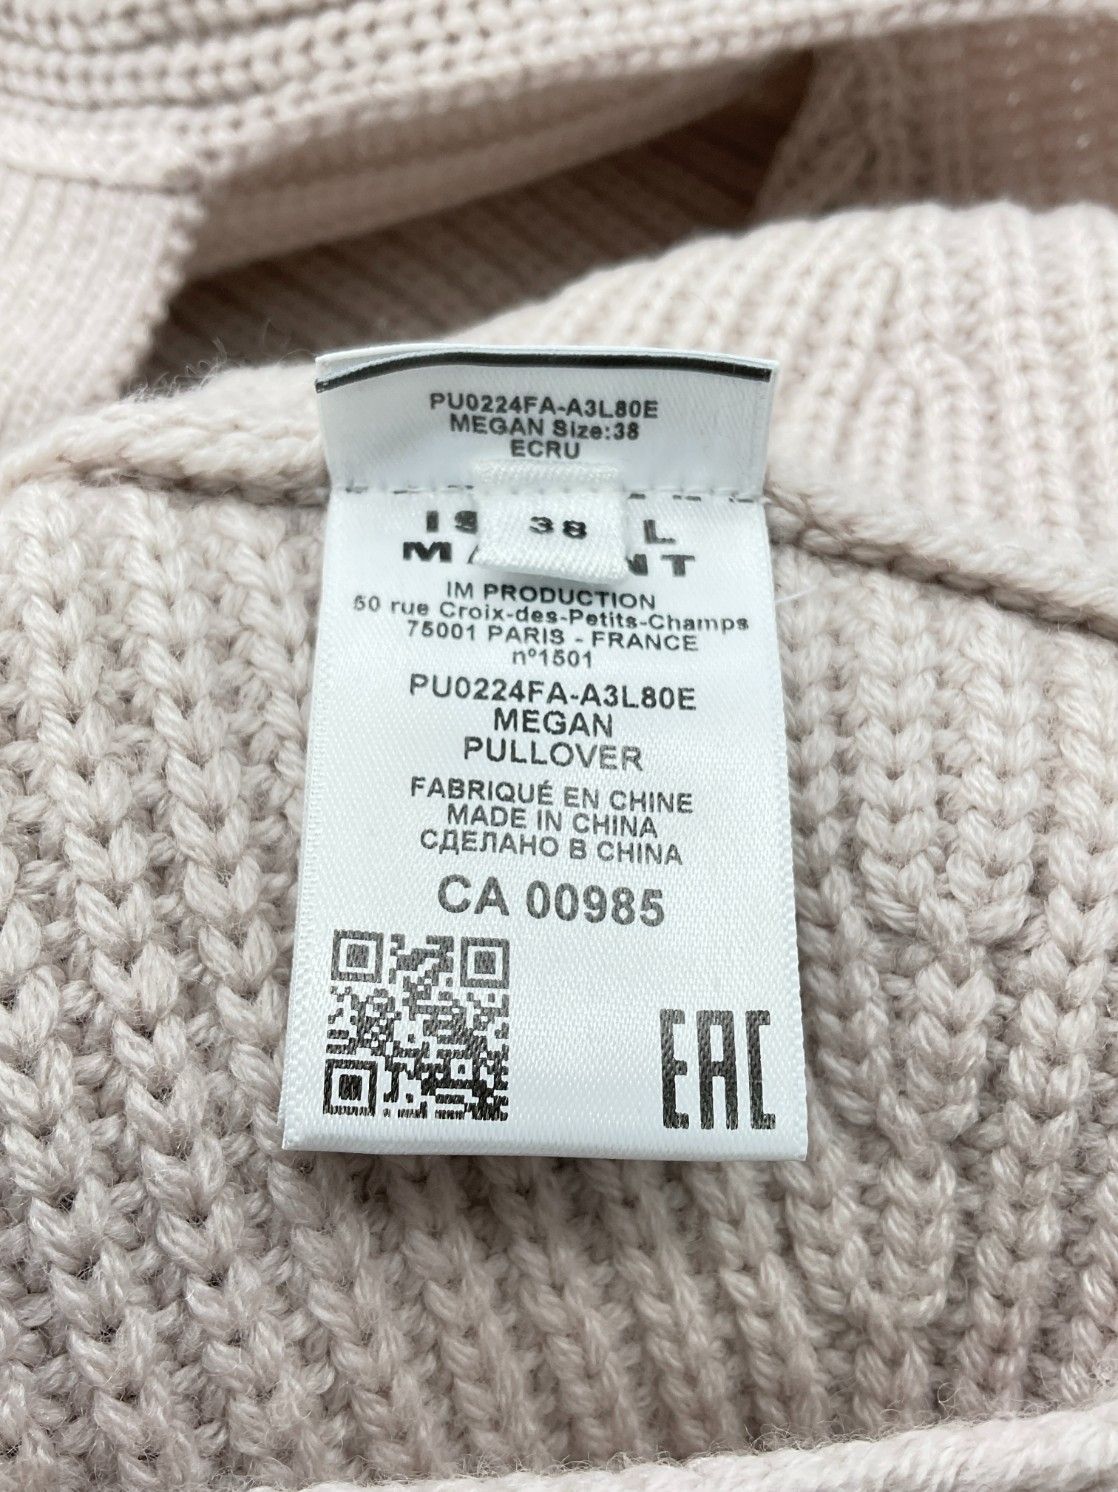 PU0224FA-A3L80E
MEGAN Size:38
ECRU
38
IM PRODUCTION
50 rue Croix-des-Petits-Champs
75001 PARIS - FRANCE
n°1501
PU0224FA-A3L80E
MEGAN
PULLOVER
FABRIQUÉ EN CHINE
MADE IN CHINA
СДЕЛАНО В CHINA
CA 00985
EAC